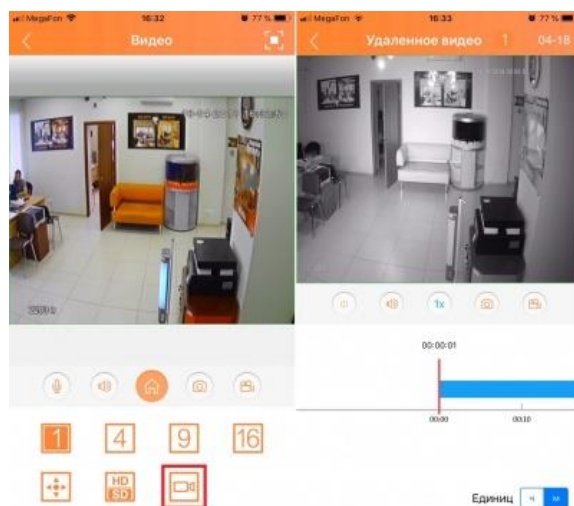 MegaFon 16:32 77 %
Видео
1 4 9 16
HD
SD
MegaFon 16:33 77 %
Удаленное видео 1 04-18
1x
00:00:01
00:00 00:10
Единиц ч м